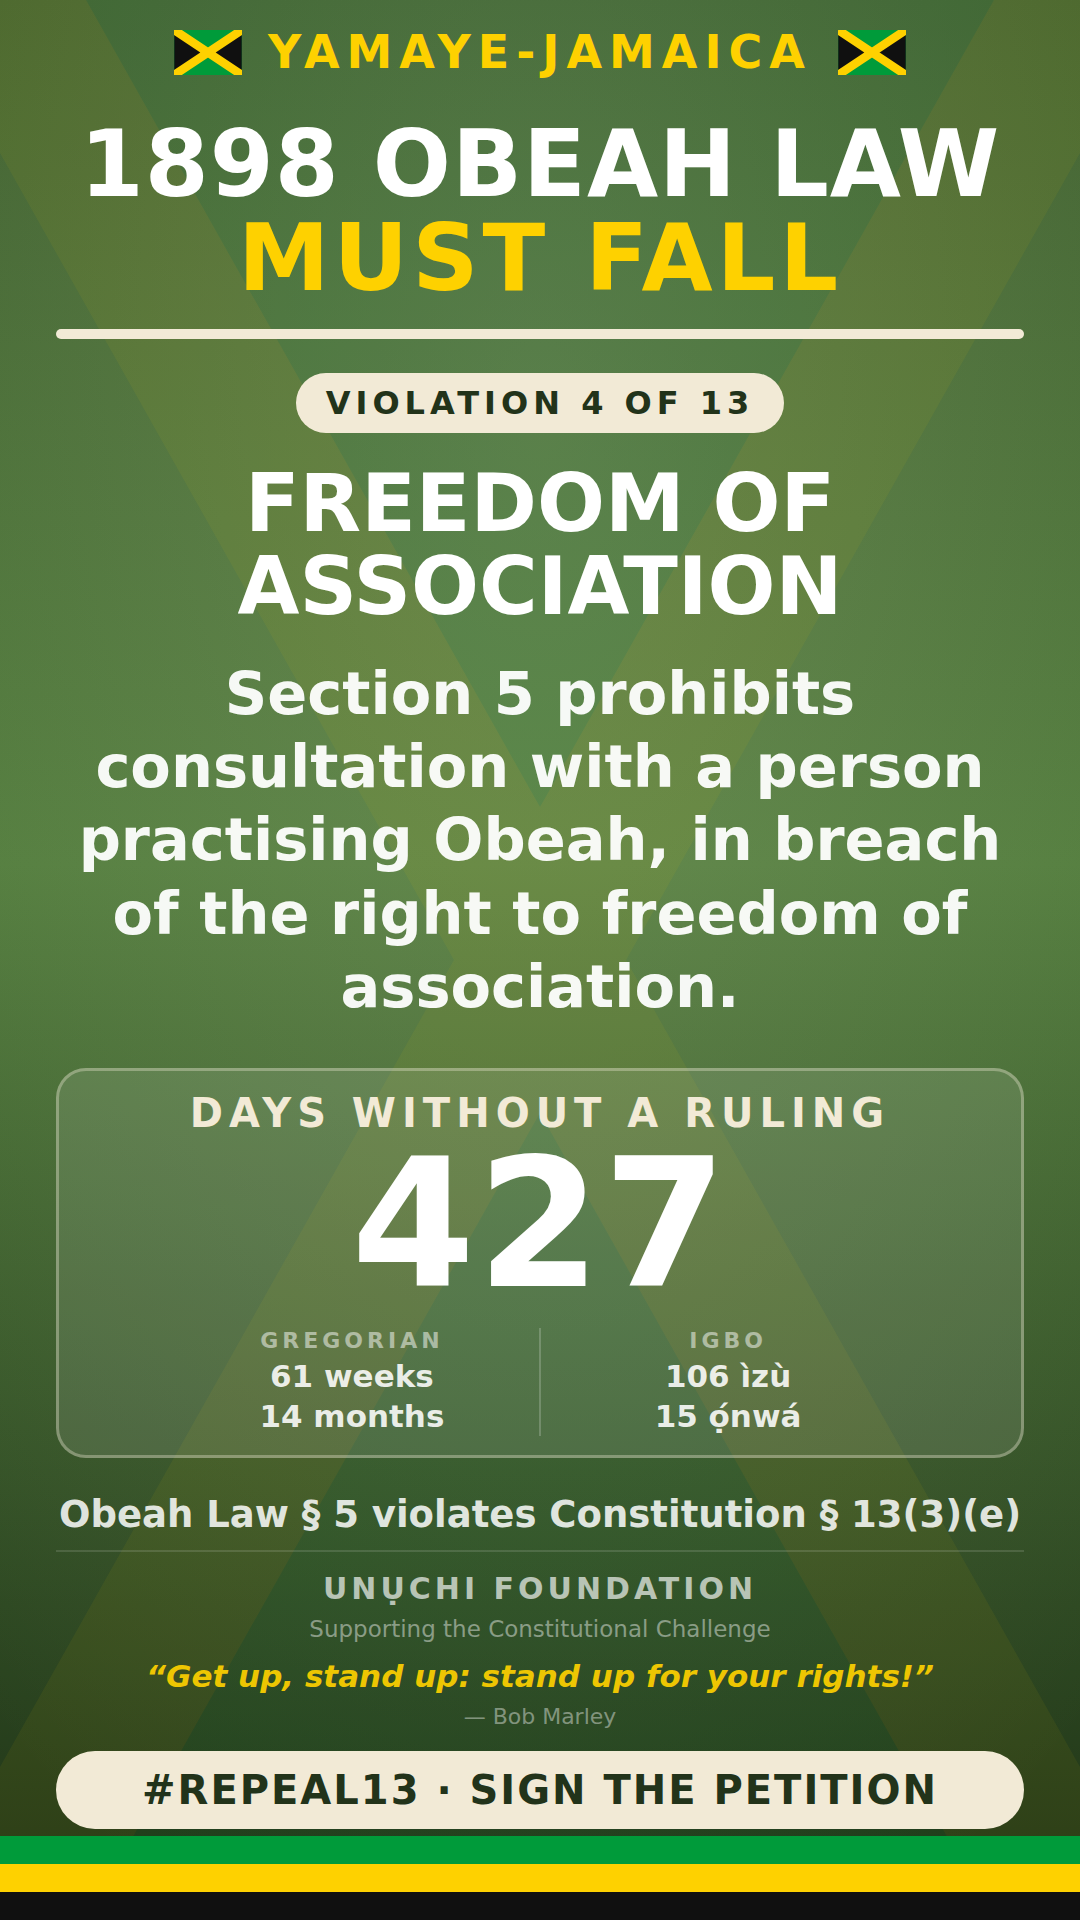 YAMAYE-JAMAICA
1898 OBEAH LAW
MUST FALL
VIOLATION 4 OF 13
FREEDOM OF
ASSOCIATION
Section 5 prohibits
consultation with a person
practising Obeah, in breach
of the right to freedom of
association.
DAYS WITHOUT A RULING
427
GREGORIAN
61 weeks
14 months
IGBO
106 ìzù
15 ọ́nwá
Obeah Law § 5 violates Constitution § 13(3)(e)
UNỤCHI FOUNDATION
Supporting the Constitutional Challenge
“Get up, stand up: stand up for your rights!”
— Bob Marley
#REPEAL13 · SIGN THE PETITION